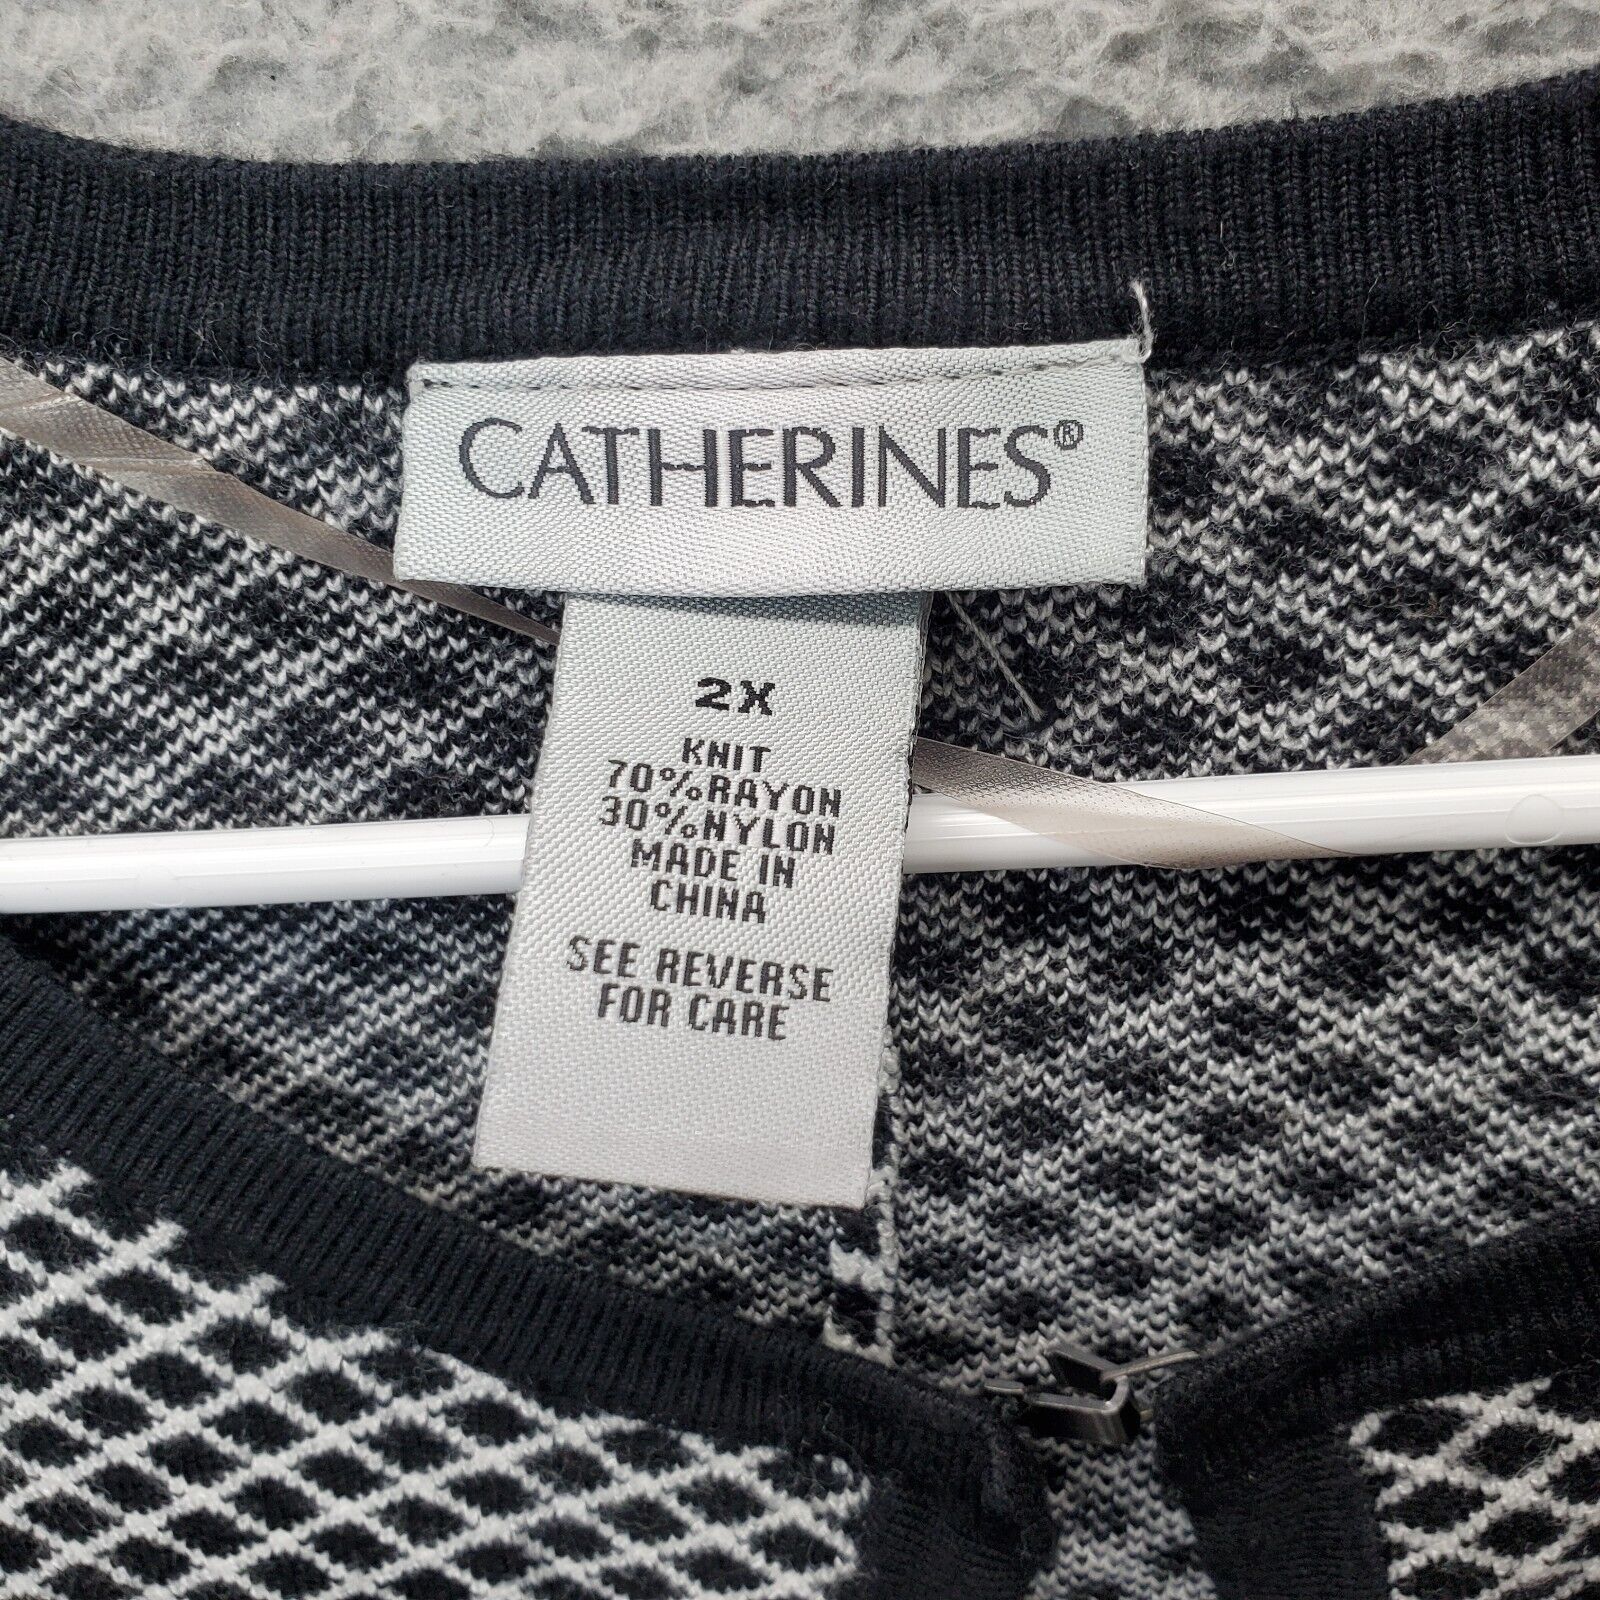 CATHERINES®
2X
KNIT
70%RAYON
30%NYLON
MADE IN
CHINA
SEE REVERSE
FOR CARE